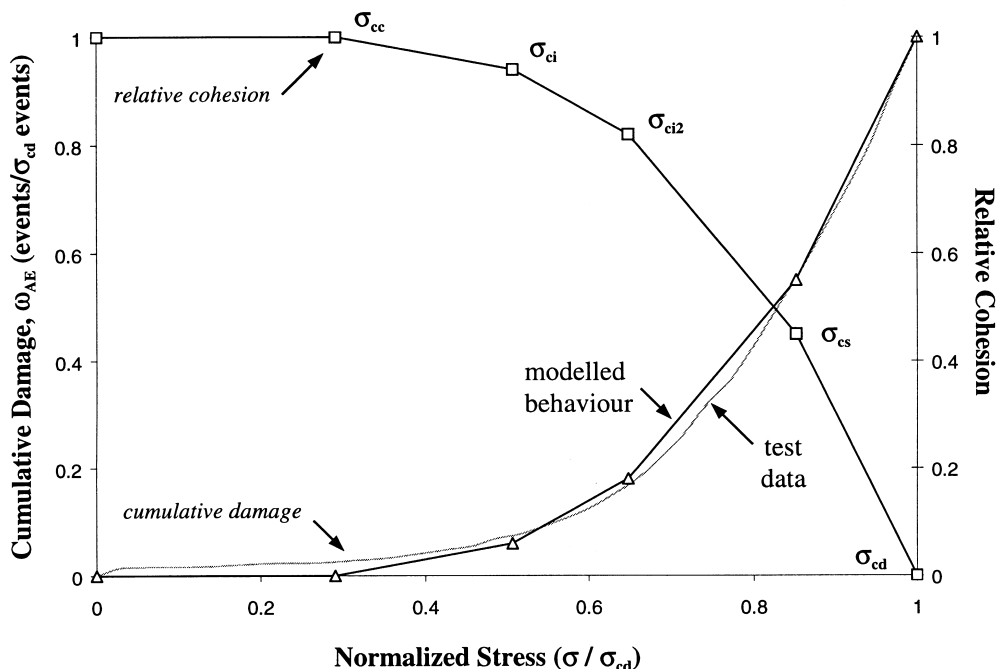 σcc
σci
σci2
σcs
σcd
relative cohesion
cumulative damage
modelled
behaviour
test
data
Cumulative Damage, ωAE (events/σcd events)
1
0.8
0.6
0.4
0.2
0
Relative Cohesion
1
0.8
0.6
0.4
0.2
0
0
0.2
0.4
0.6
0.8
1
Normalized Stress (σ / σcd)